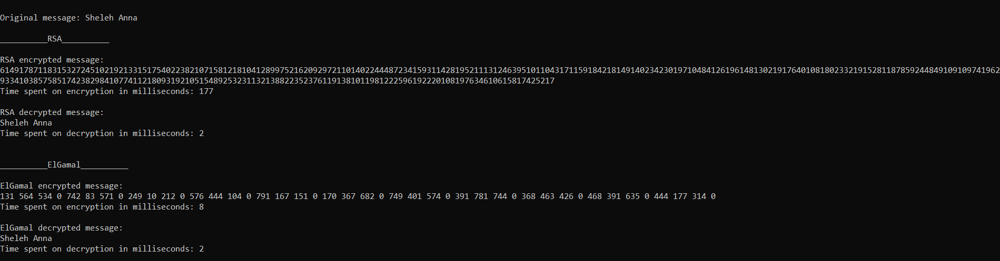 Original message: Sheleh Anna
__________RSA__________
RSA encrypted message:
6149178711831532724510219213315175402238210715812181041289975216209297211014022444872341593114281952111312463951011043171159184218149140234230197104841261961481302191764010818023321915281187859244849109109741962
933410385758517423829841077411218093192105154892532311321388223523761191381011981222596192220108197634610615817425217
Time spent on encryption in milliseconds: 177
RSA decrypted message:
Sheleh Anna
Time spent on decryption in milliseconds: 2
__________ElGamal__________
ElGamal encrypted message:
131 564 534 0 742 83 571 0 249 10 212 0 576 444 104 0 791 167 151 0 170 367 682 0 749 401 574 0 391 781 744 0 368 463 426 0 468 391 635 0 444 177 314 0
Time spent on encryption in milliseconds: 8
ElGamal decrypted message:
Sheleh Anna
Time spent on decryption in milliseconds: 2